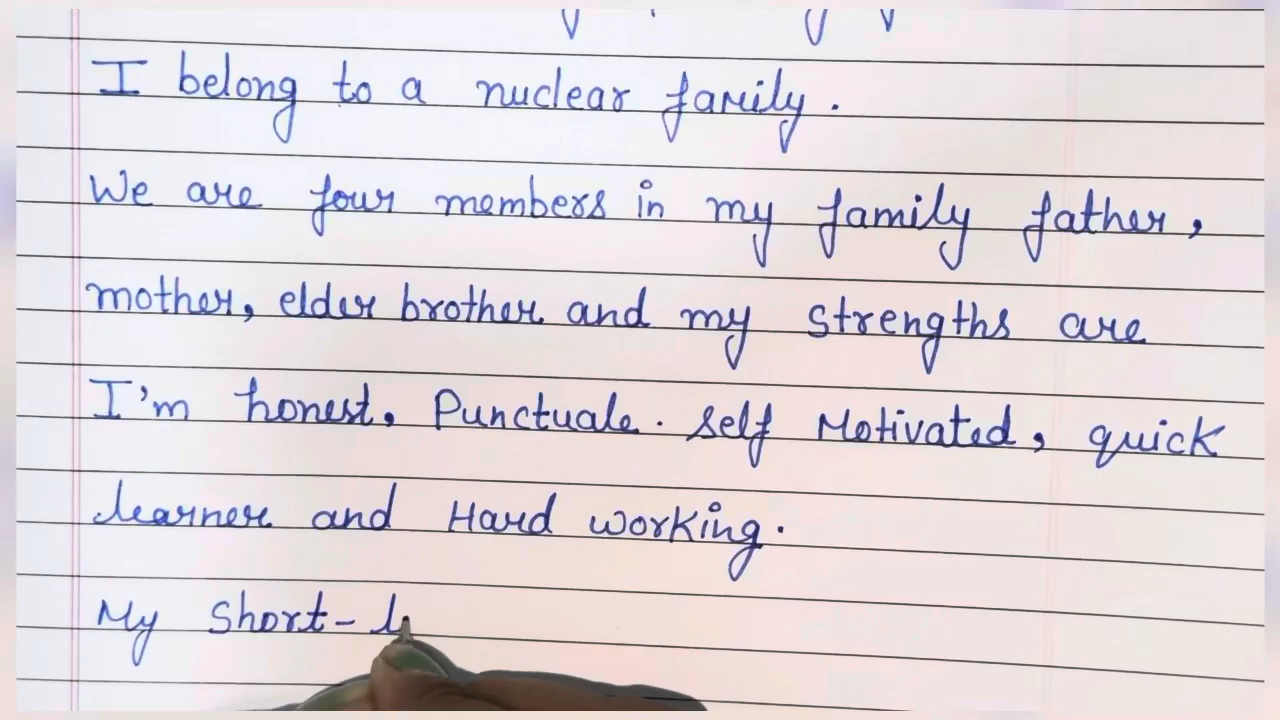 I belong to a nuclear family.
We are four members in my family father,
mother, elder brother and my strengths are
I'm honest, Punctuale. Self Motivated, quick
learner and Hard working.
My Short-